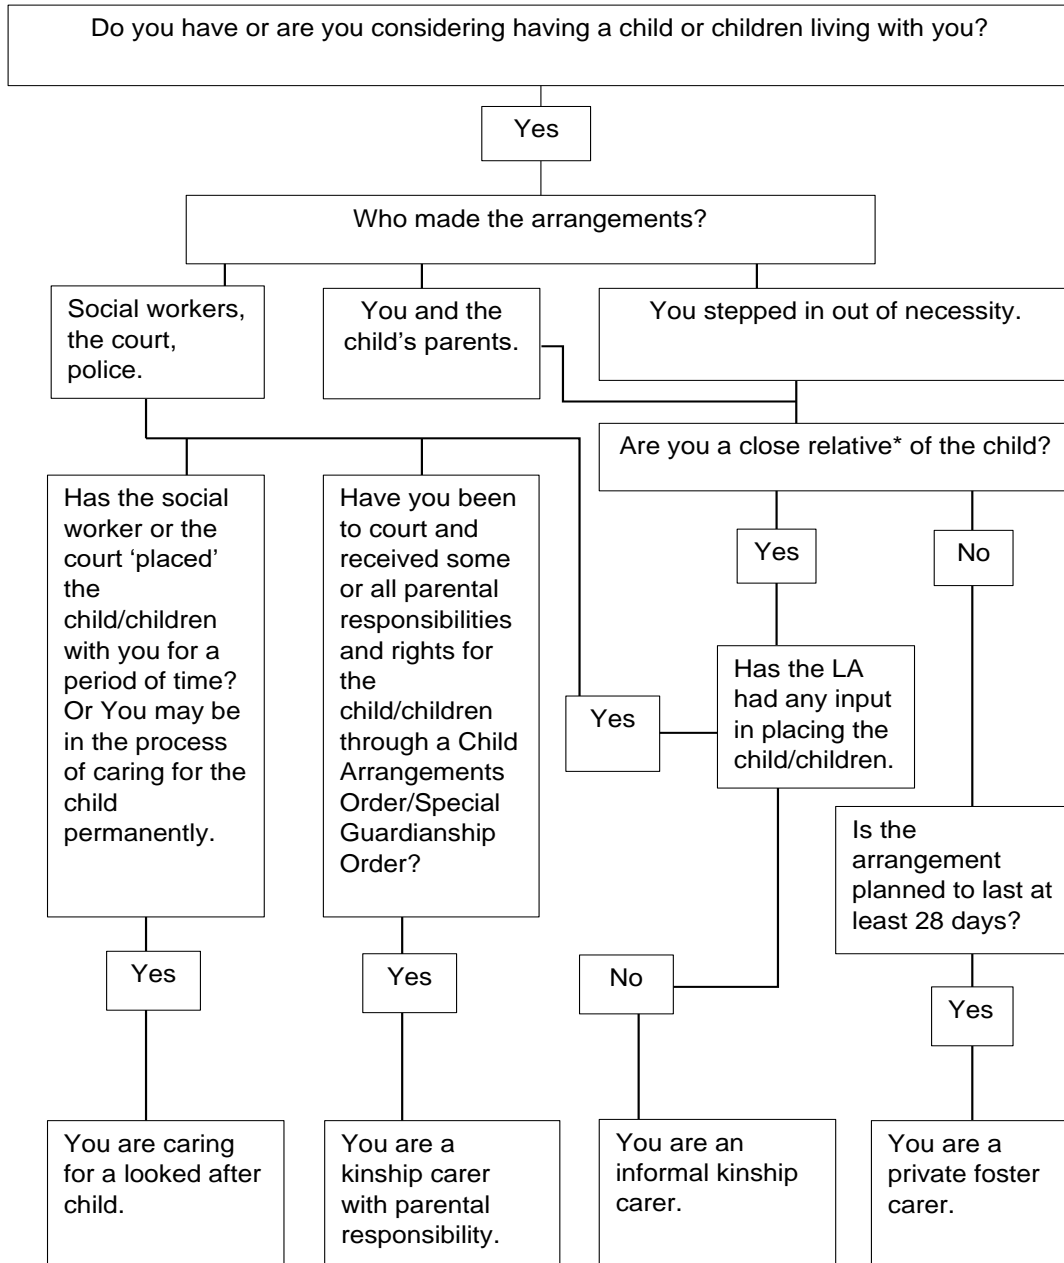 Do you have or are you considering having a child or children living with you?
Yes
Who made the arrangements?
Social workers,
the court,
police.
You and the
child’s parents.
You stepped in out of necessity.
Are you a close relative* of the child?
Has the social
worker or the
court ‘placed’
the
child/children
with you for a
period of time?
Or You may be
in the process
of caring for the
child
permanently.
Have you been
to court and
received some
or all parental
responsibilities
and rights for
the
child/children
through a Child
Arrangements
Order/Special
Guardianship
Order?
Yes
No
Has the LA
had any input
in placing the
child/children.
Yes
Is the
arrangement
planned to last at
least 28 days?
Yes
Yes
No
Yes
You are caring
for a looked after
child.
You are a
kinship carer
with parental
responsibility.
You are an
informal kinship
carer.
You are a
private foster
carer.